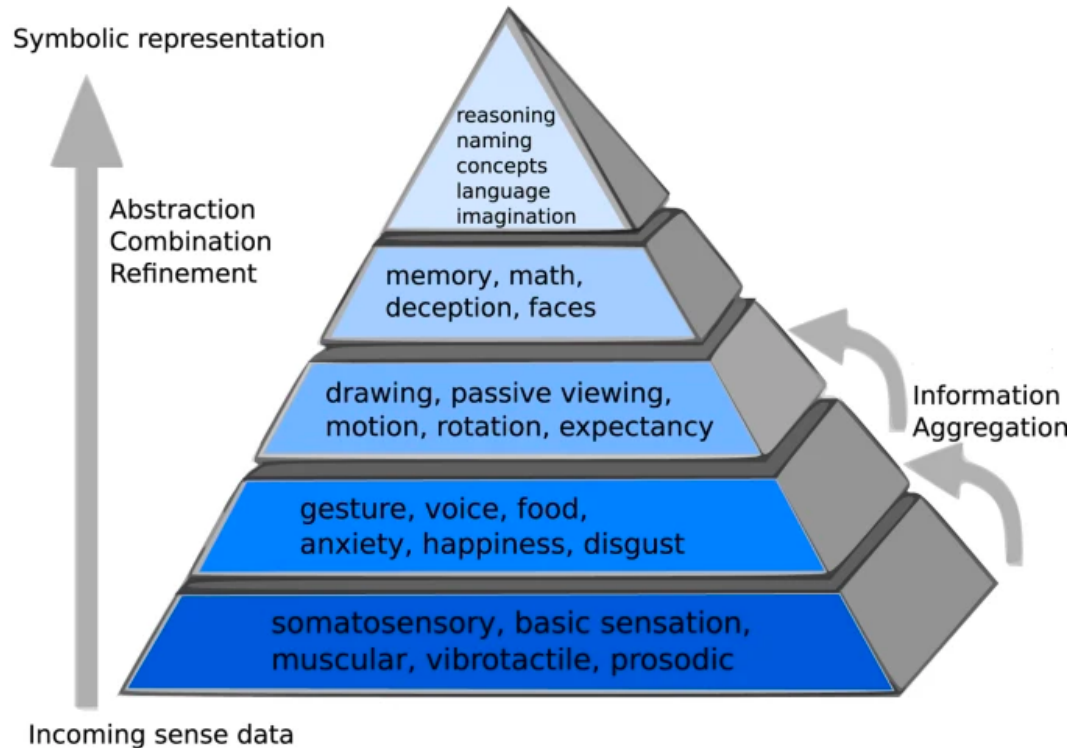 Symbolic representation
reasoning
naming
concepts
language
imagination
Abstraction
Combination
Refinement
memory, math,
deception, faces
drawing, passive viewing,
motion, rotation, expectancy
Information
Aggregation
gesture, voice, food,
anxiety, happiness, disgust
somatosensory, basic sensation,
muscular, vibrotactile, prosodic
Incoming sense data